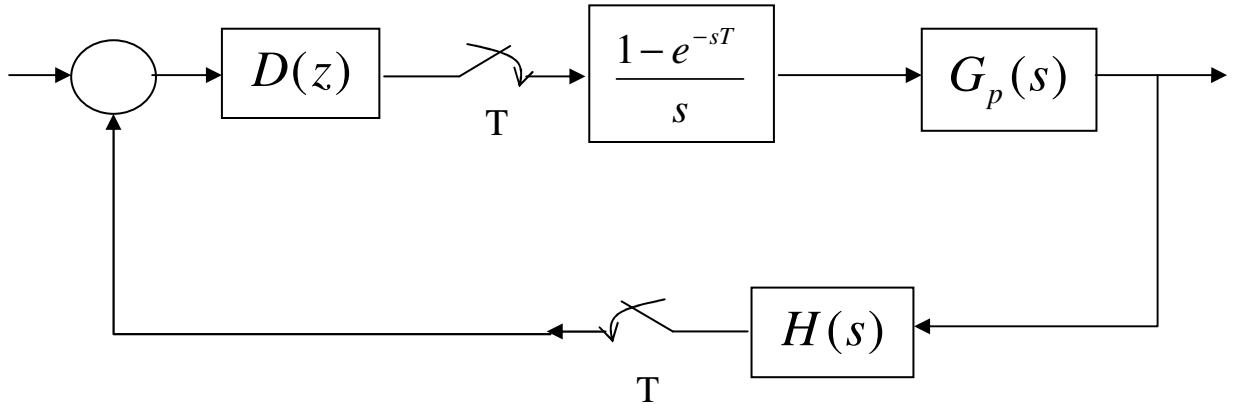 D(z)
T
1 − e^{−sT}
s
G_p(s)
H(s)
T